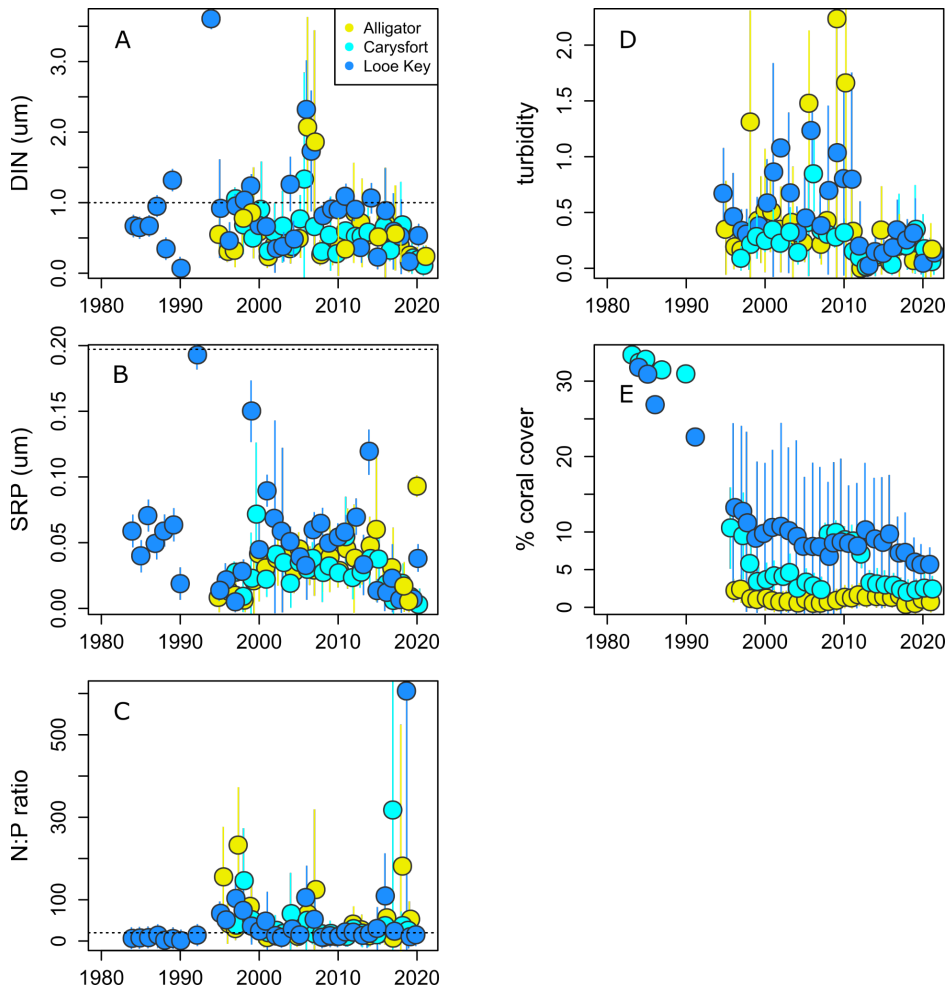 A
Alligator
Carysfort
Looe Key
DIN (um)
0.0 1.0 2.0 3.0
1980 1990 2000 2010 2020
D
turbidity
0.0 0.5 1.0 1.5 2.0
1980 1990 2000 2010 2020
B
SRP (um)
0.00 0.05 0.10 0.15 0.20
1980 1990 2000 2010 2020
E
% coral cover
0 5 10 20 30
1980 1990 2000 2010 2020
C
N:P ratio
0 100 300 500
1980 1990 2000 2010 2020